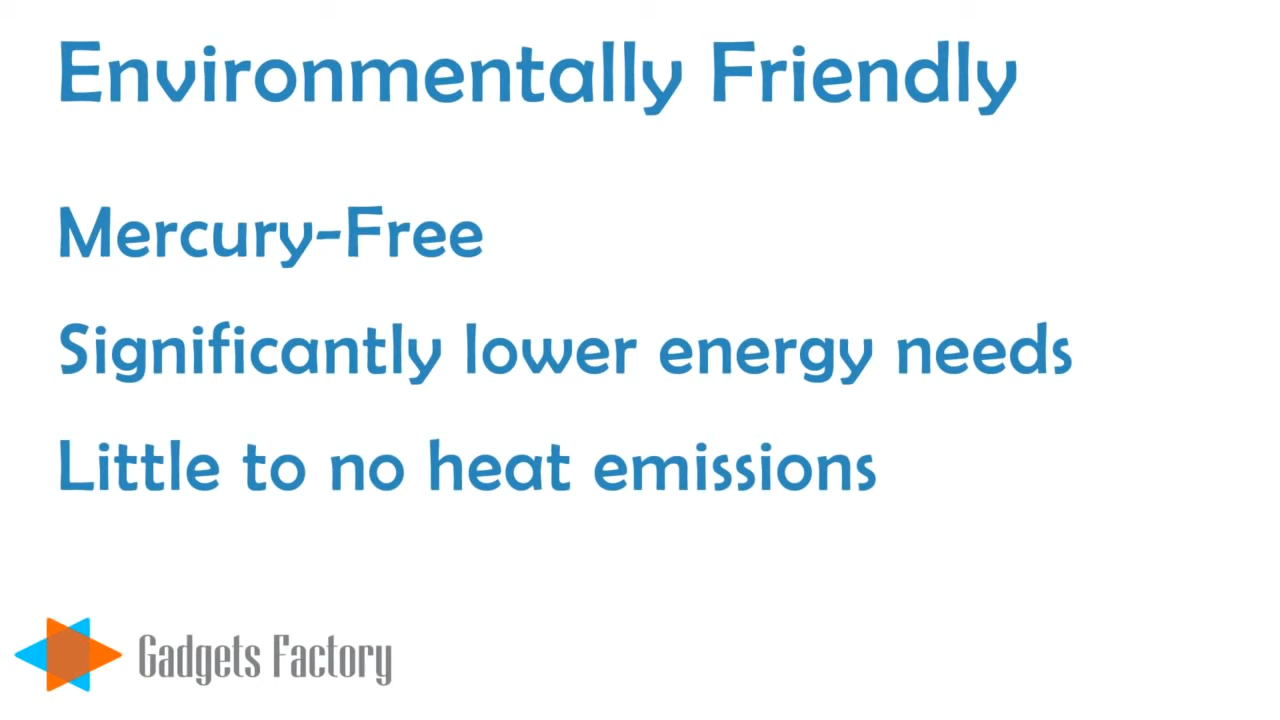 Environmentally Friendly
Mercury-Free
Significantly lower energy needs
Little to no heat emissions
Gadgets Factory